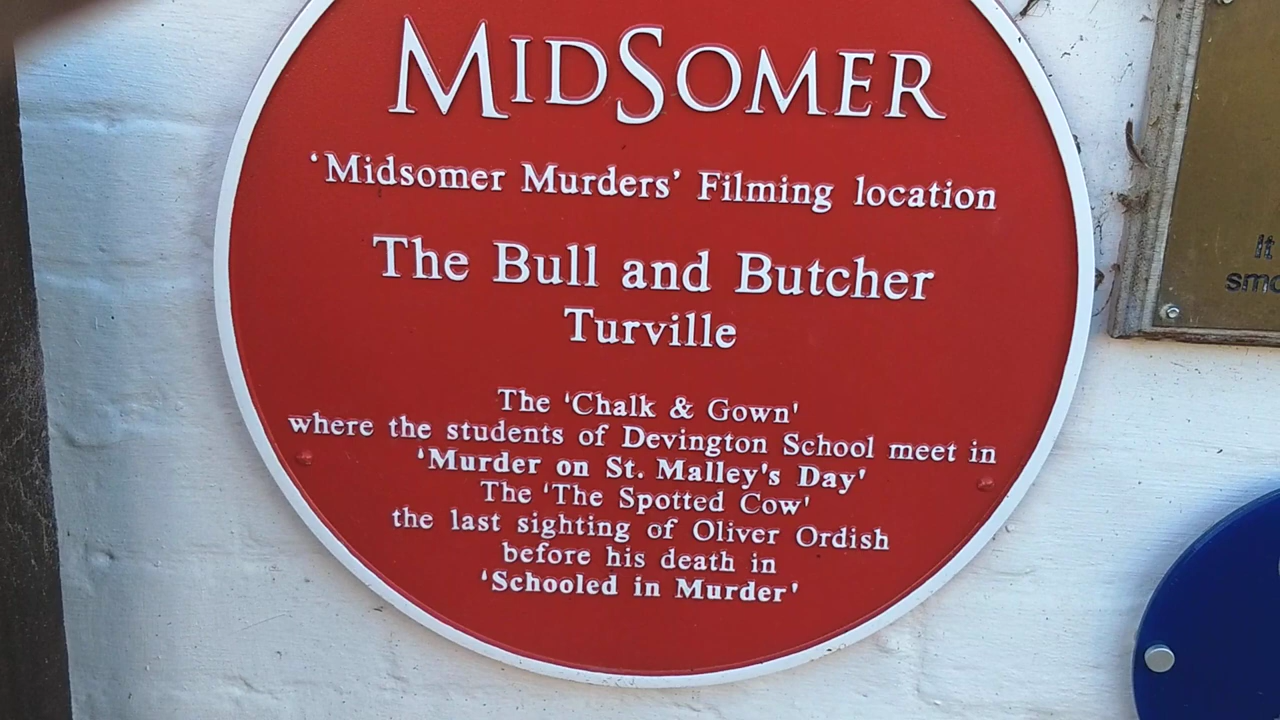 MIDSOMER
‘Midsomer Murders’ Filming location
The Bull and Butcher
Turville
The ‘Chalk & Gown'
where the students of Devington School meet in
‘Murder on St. Malley's Day'
The ‘The Spotted Cow'
the last sighting of Oliver Ordish
before his death in
‘Schooled in Murder'
It